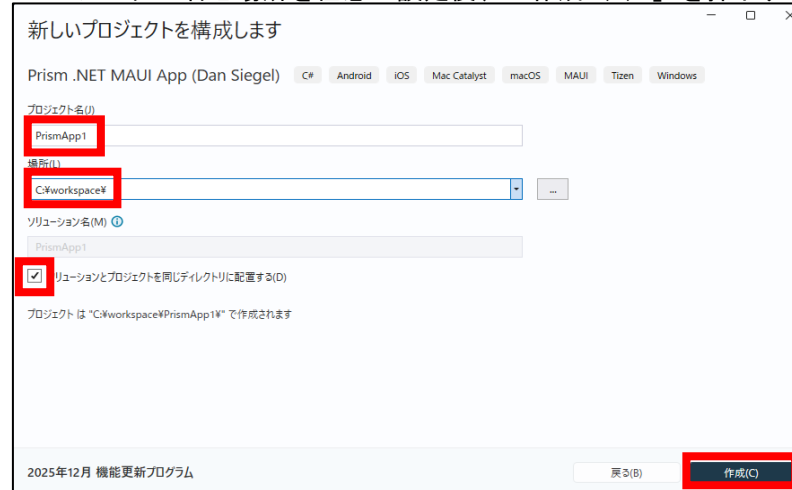 新しいプロジェクトを構成します
Prism .NET MAUI App (Dan Siegel) C# Android iOS Mac Catalyst macOS MAUI Tizen Windows
プロジェクト名(J)
PrismApp1
場所(L)
C:¥workspace¥
...
ソリューション名(M)
PrismApp1
リューションとプロジェクトを同じディレクトリに配置する(D)
プロジェクト は "C:¥workspace¥PrismApp1¥" で作成されます
2025年12月 機能更新プログラム 戻る(B) 作成(C)